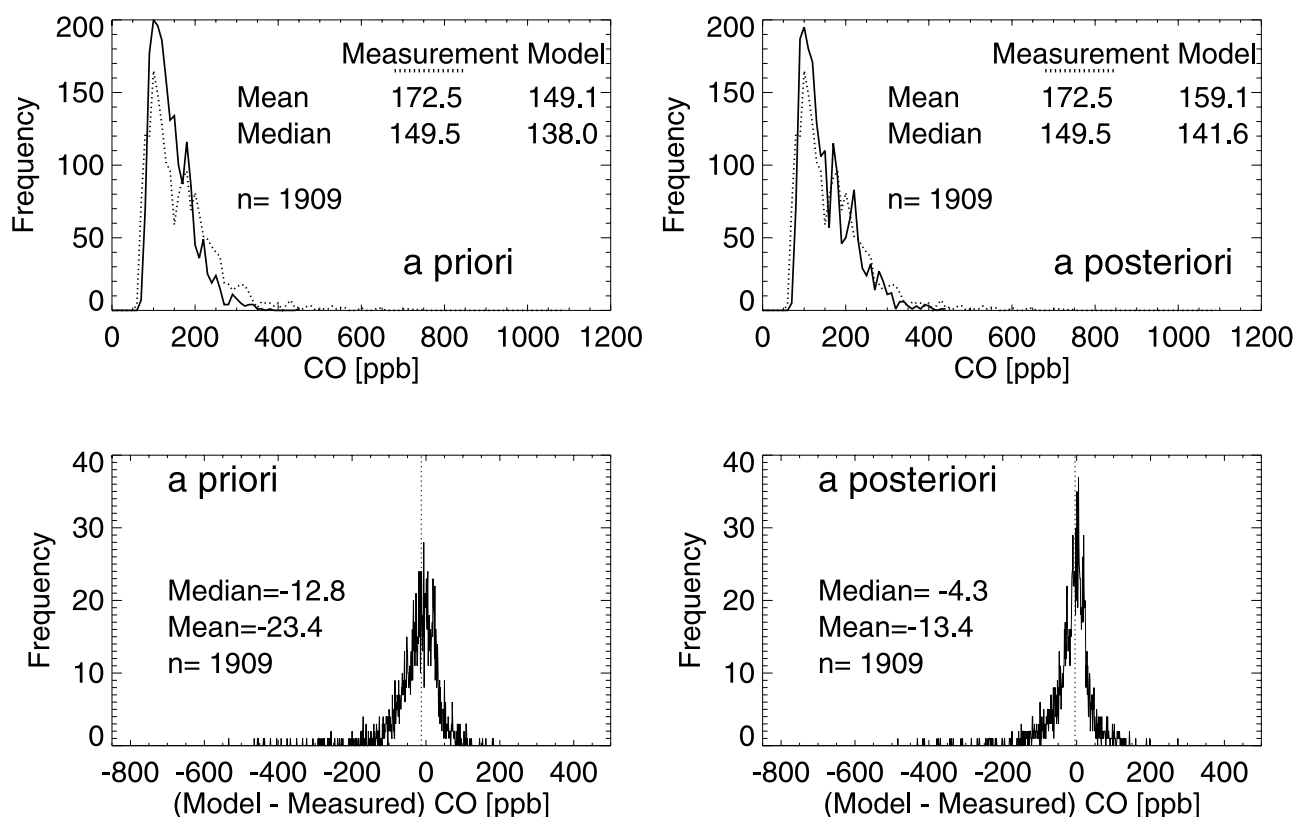 200
150
100
50
0
Frequency
Measurement Model
Mean 172.5 149.1
Median 149.5 138.0
n= 1909
a priori
0 200 400 600 800 1000 1200
CO [ppb]
200
150
100
50
0
Frequency
Measurement Model
Mean 172.5 159.1
Median 149.5 141.6
n= 1909
a posteriori
0 200 400 600 800 1000 1200
CO [ppb]
40
30
20
10
0
Frequency
a priori
Median=-12.8
Mean=-23.4
n= 1909
-800 -600 -400 -200 0 200 400
(Model - Measured) CO [ppb]
40
30
20
10
0
Frequency
a posteriori
Median= -4.3
Mean=-13.4
n= 1909
-800 -600 -400 -200 0 200 400
(Model - Measured) CO [ppb]